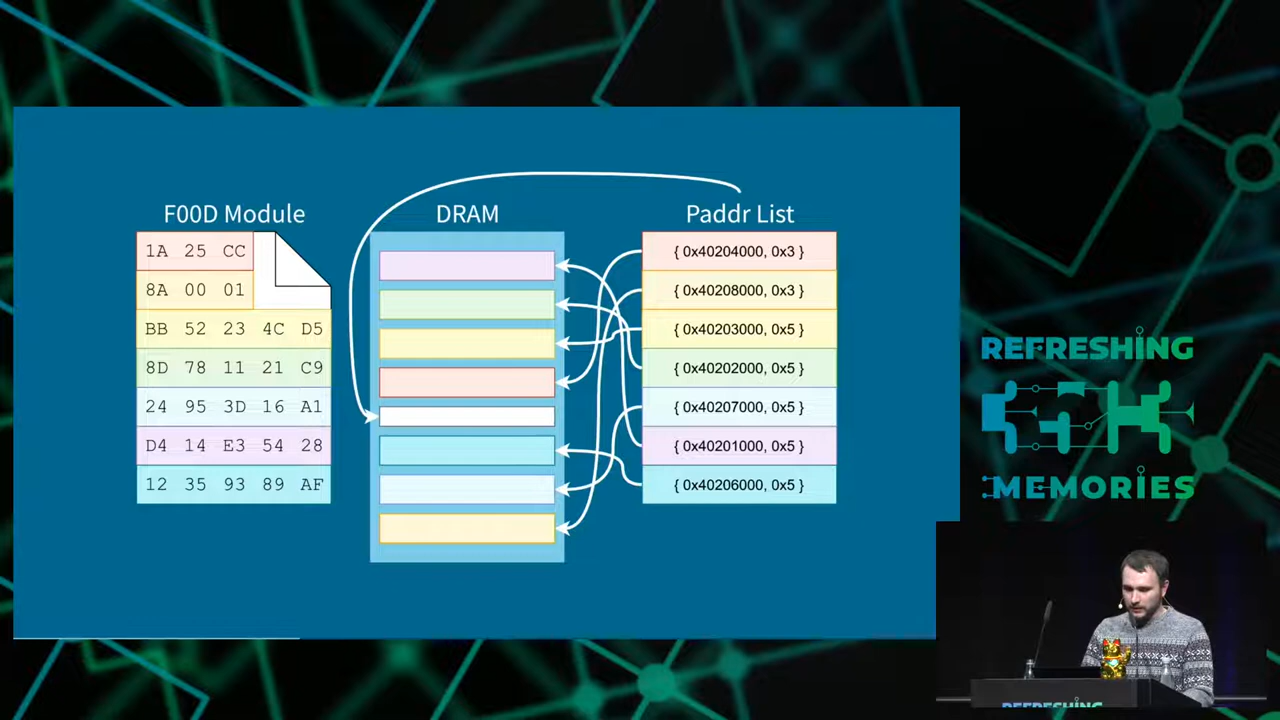 F00D Module
1A 25 CC
8A 00 01
BB 52 23 4C D5
8D 78 11 21 C9
24 95 3D 16 A1
D4 14 E3 54 28
12 35 93 89 AF
DRAM
Paddr List
{ 0x40204000, 0x3 }
{ 0x40208000, 0x3 }
{ 0x40203000, 0x5 }
{ 0x40202000, 0x5 }
{ 0x40207000, 0x5 }
{ 0x40201000, 0x5 }
{ 0x40206000, 0x5 }
REFRESHING
MEMORIES
REFRESHING